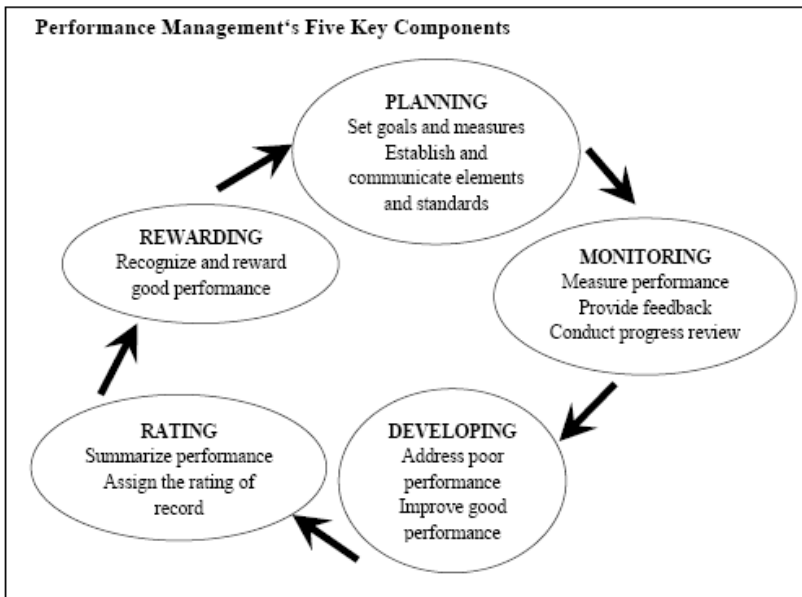 Performance Management‘s Five Key Components
PLANNING
Set goals and measures
Establish and
communicate elements
and standards
MONITORING
Measure performance
Provide feedback
Conduct progress review
DEVELOPING
Address poor
performance
Improve good
performance
RATING
Summarize performance
Assign the rating of
record
REWARDING
Recognize and reward
good performance